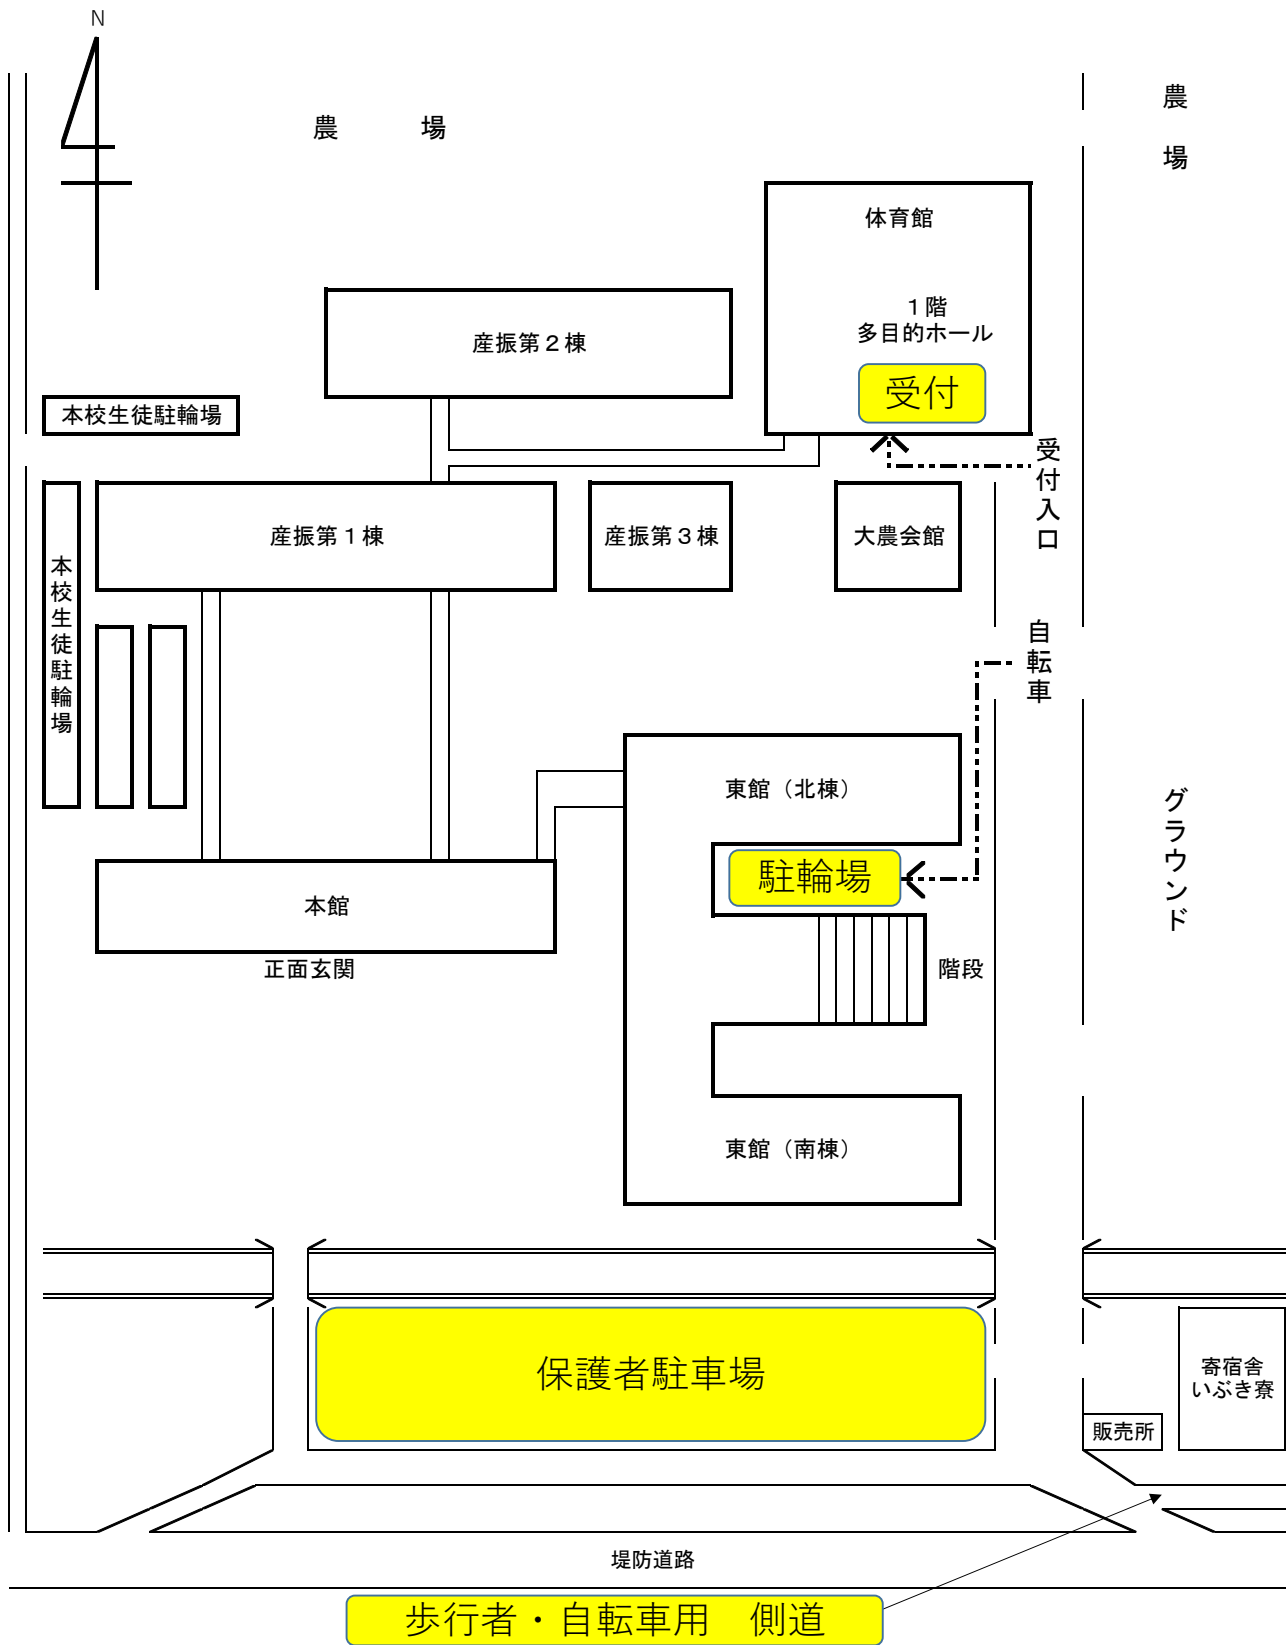 N
農　場
農場
体育館
１階
多目的ホール
受付
産振第２棟
本校生徒駐輪場
受付入口
産振第１棟
産振第３棟
大農会館
本校生徒駐輪場
自転車
東館（北棟）
グラウンド
駐輪場
本館
正面玄関
階段
東館（南棟）
保護者駐車場
寄宿舎
いぶき寮
販売所
堤防道路
歩行者・自転車用　側道